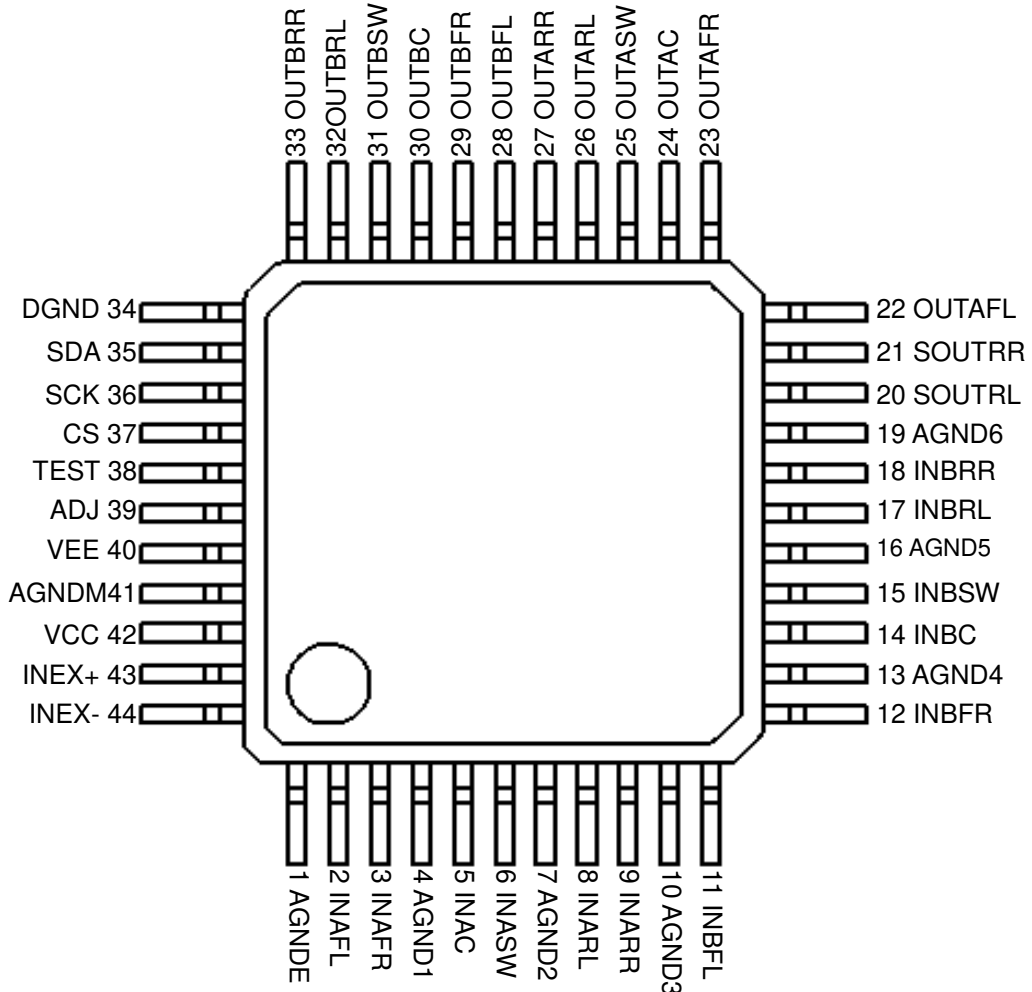 33 OUTBRR
32OUTBRL
31 OUTBSW
30 OUTBC
29 OUTBFR
28 OUTBFL
27 OUTARR
26 OUTARL
25 OUTASW
24 OUTAC
23 OUTAFR
DGND 34
SDA 35
SCK 36
CS 37
TEST 38
ADJ 39
VEE 40
AGNDM41
VCC 42
INEX+ 43
INEX- 44
22 OUTAFL
21 SOUTRR
20 SOUTRL
19 AGND6
18 INBRR
17 INBRL
16 AGND5
15 INBSW
14 INBC
13 AGND4
12 INBFR
1 AGNDE
2 INAFL
3 INAFR
4 AGND1
5 INAC
6 INASW
7 AGND2
8 INARL
9 INARR
10 AGND3
11 INBFL